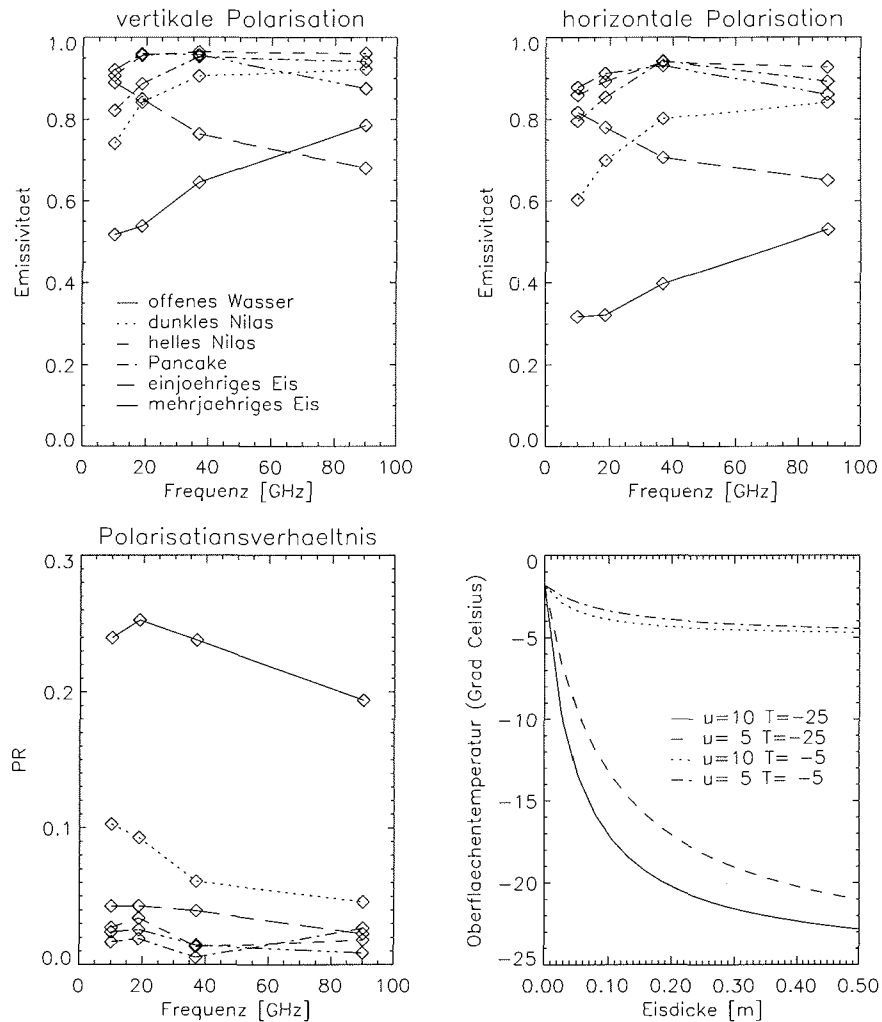 vertikale Polarisation
1.0
0.8
0.6
0.4
0.2
0.0
Emissivitaet
offenes Wasser
dunkles Nilas
helles Nilas
Pancake
einjoehriges Eis
mehrjaehriges Eis
0 20 40 60 80 100
Frequenz [GHz]
horizontale Polarisation
1.0
0.8
0.6
0.4
0.2
0.0
Emissivitaet
0 20 40 60 80 100
Frequenz [GHz]
Polarisationsverhaeltnis
0.3
0.2
0.1
0.0
PR
0 20 40 60 80 100
Frequenz [GHz]
0
−5
−10
−15
−20
−25
Oberflaechentemperatur (Grad Celsius)
u=10 T=−25
u= 5 T=−25
u=10 T= −5
u= 5 T= −5
0.00 0.10 0.20 0.30 0.40 0.50
Eisdicke [m]